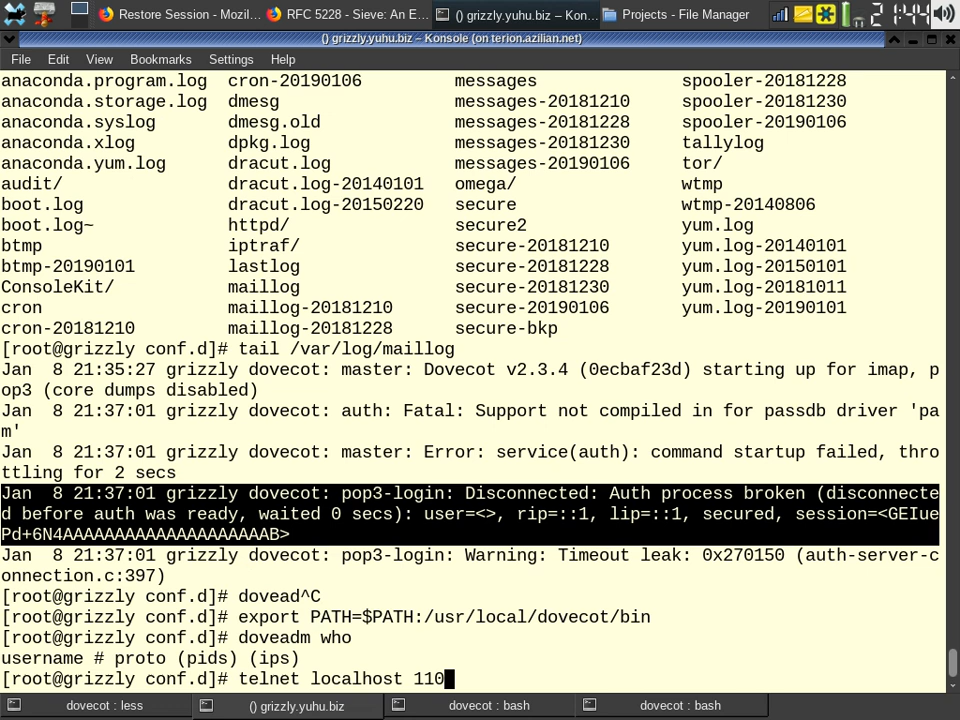 Restore Session - Mozil...
RFC 5228 - Sieve: An E...
() grizzly.yuhu.biz – Kon...
Projects - File Manager
2
1:44
() grizzly.yuhu.biz – Konsole (on terion.azilian.net)
File Edit View Bookmarks Settings Help
anaconda.program.log cron-20190106 messages spooler-20181228
anaconda.storage.log dmesg messages-20181210 spooler-20181230
anaconda.syslog dmesg.old messages-20181228 spooler-20190106
anaconda.xlog dpkg.log messages-20181230 tallylog
anaconda.yum.log dracut.log messages-20190106 tor/
audit/ dracut.log-20140101 omega/ wtmp
boot.log dracut.log-20150220 secure wtmp-20140806
boot.log~ httpd/ secure2 yum.log
btmp iptraf/ secure-20181210 yum.log-20140101
btmp-20190101 lastlog secure-20181228 yum.log-20150101
ConsoleKit/ maillog secure-20181230 yum.log-20181011
cron maillog-20181210 secure-20190106 yum.log-20190101
cron-20181210 maillog-20181228 secure-bkp
[root@grizzly conf.d]# tail /var/log/maillog
Jan  8 21:35:27 grizzly dovecot: master: Dovecot v2.3.4 (0ecbaf23d) starting up for imap, p
op3 (core dumps disabled)
Jan  8 21:37:01 grizzly dovecot: auth: Fatal: Support not compiled in for passdb driver 'pa
m'
Jan  8 21:37:01 grizzly dovecot: master: Error: service(auth): command startup failed, thro
ttling for 2 secs
Jan  8 21:37:01 grizzly dovecot: pop3-login: Disconnected: Auth process broken (disconnecte
d before auth was ready, waited 0 secs): user=<>, rip=::1, lip=::1, secured, session=<GEIue
Pd+6N4AAAAAAAAAAAAAAAAAAAAB>
Jan  8 21:37:01 grizzly dovecot: pop3-login: Warning: Timeout leak: 0x270150 (auth-server-c
onnection.c:397)
[root@grizzly conf.d]# dovead^C
[root@grizzly conf.d]# export PATH=$PATH:/usr/local/dovecot/bin
[root@grizzly conf.d]# doveadm who
username # proto (pids) (ips)
[root@grizzly conf.d]# telnet localhost 110
dovecot : less
() grizzly.yuhu.biz
dovecot : bash
dovecot : bash